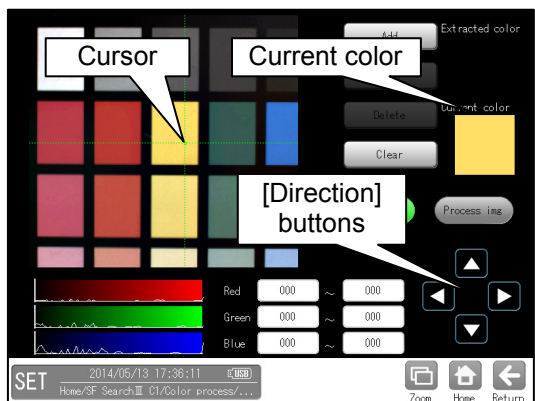 Cursor
Current color
Add
Extracted color
Delete
Current color
Clear
[Direction]
buttons
Process img
Red 000 ~ 000
Green 000 ~ 000
Blue 000 ~ 000
SET
2014/05/13 17:36:11 USB
Home/SF SearchⅢ C1/Color process/...
Zoom Home Return